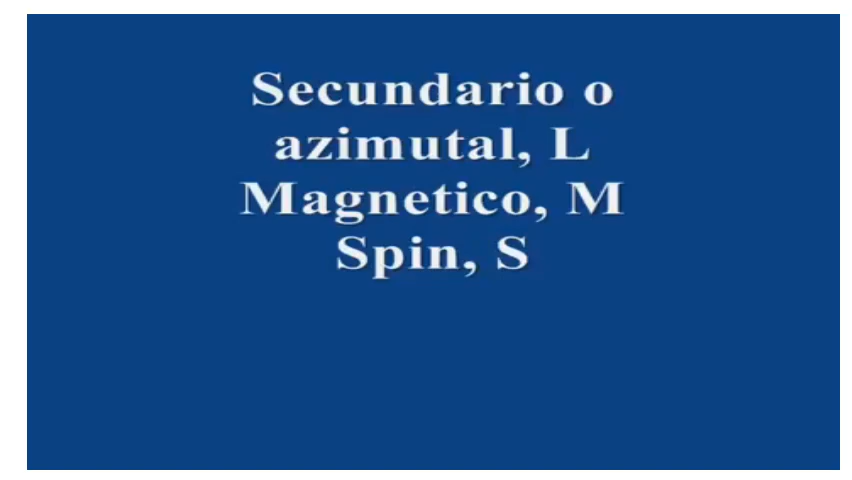 Secundario o
azimutal, L
Magnetico, M
Spin, S